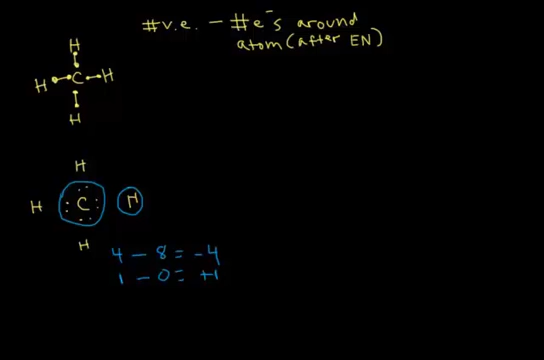 #v.e. – #e⁻s around
atom (after EN)
H
H C H
H
H
H C H
H
4 – 8 = -4
1 – 0 = +1